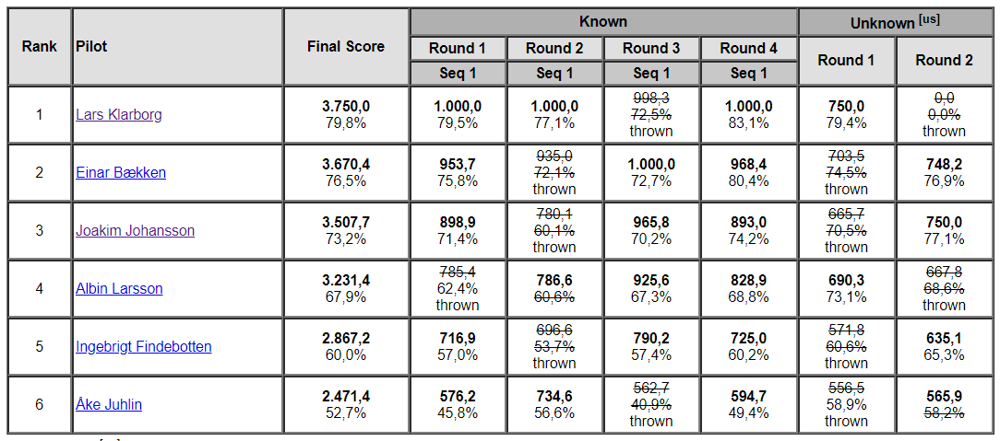 Rank Pilot Final Score Known Unknown [us]
Round 1 Round 2 Round 3 Round 4 Round 1 Round 2
Seq 1 Seq 1 Seq 1 Seq 1
1 Lars Klarborg 3.750,0 1.000,0 1.000,0 998,3 1.000,0 750,0 0,0
79,8% 79,5% 77,1% 72,5% 83,1% 79,4% 0,0%
thrown thrown
2 Einar Bækken 3.670,4 953,7 935,0 1.000,0 968,4 703,5 748,2
76,5% 75,8% 72,1% 72,7% 80,4% 74,5% 76,9%
thrown thrown
3 Joakim Johansson 3.507,7 898,9 780,1 965,8 893,0 665,7 750,0
73,2% 71,4% 60,1% 70,2% 74,2% 70,5% 77,1%
thrown thrown
4 Albin Larsson 3.231,4 785,4 786,6 925,6 828,9 690,3 667,8
67,9% 62,4% 60,6% 67,3% 68,8% 73,1% 68,6%
thrown thrown
5 Ingebrigt Findebotten 2.867,2 716,9 696,6 790,2 725,0 571,8 635,1
60,0% 57,0% 53,7% 57,4% 60,2% 60,6% 65,3%
thrown thrown
6 Åke Juhlin 2.471,4 576,2 734,6 562,7 594,7 556,5 565,9
52,7% 45,8% 56,6% 40,9% 49,4% 58,9% 58,2%
thrown thrown